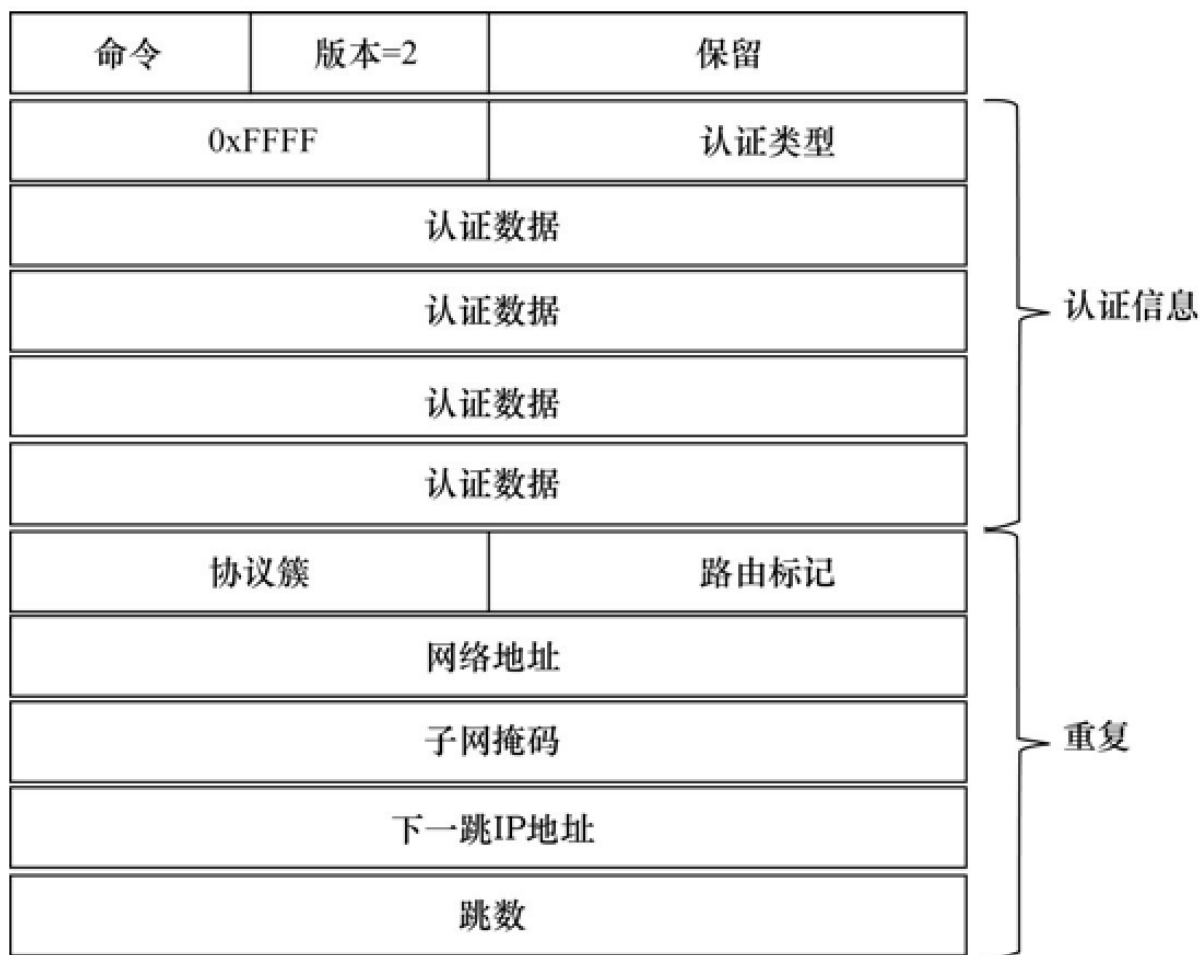 命令 版本=2 保留
0xFFFF 认证类型
认证数据
认证数据
认证信息
认证数据
认证数据
协议簇 路由标记
网络地址
子网掩码
重复
下一跳IP地址
跳数